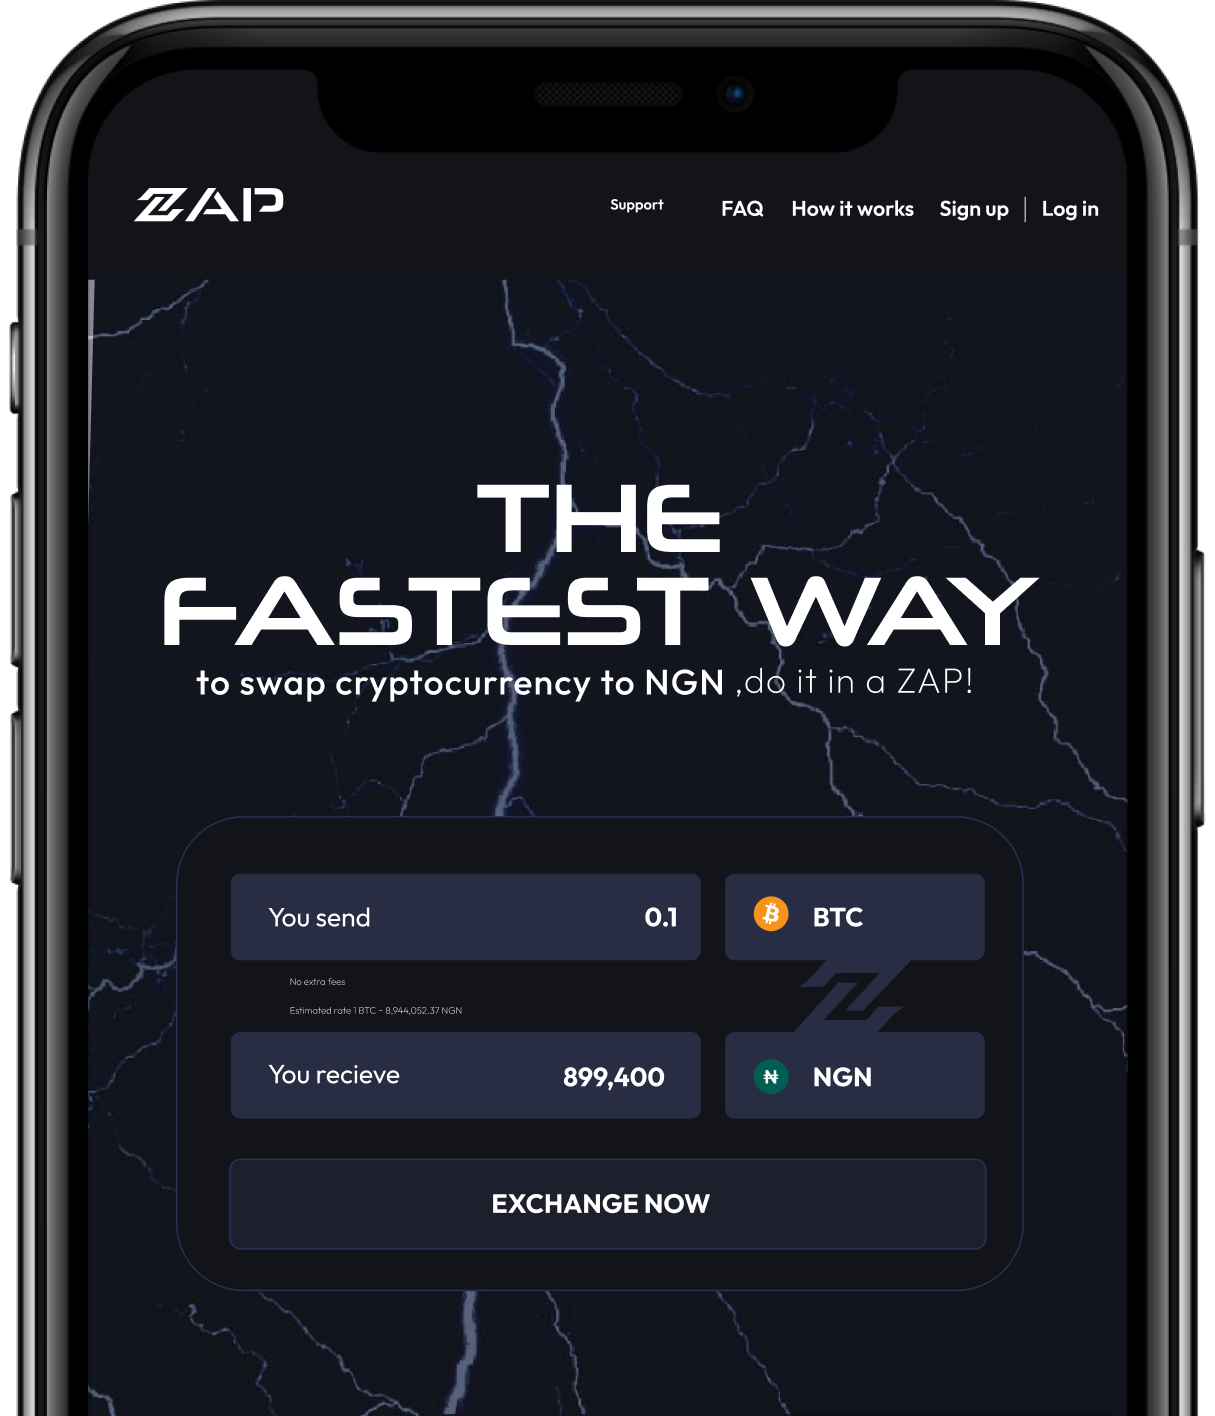 ZAP
Support FAQ How it works Sign up | Log in
THE
FASTEST WAY
to swap cryptocurrency to NGN ,do it in a ZAP!
You send 0.1 BTC
No extra fees
Estimated rate 1 BTC ~ 8,944,052.37 NGN
You recieve 899,400 NGN
EXCHANGE NOW